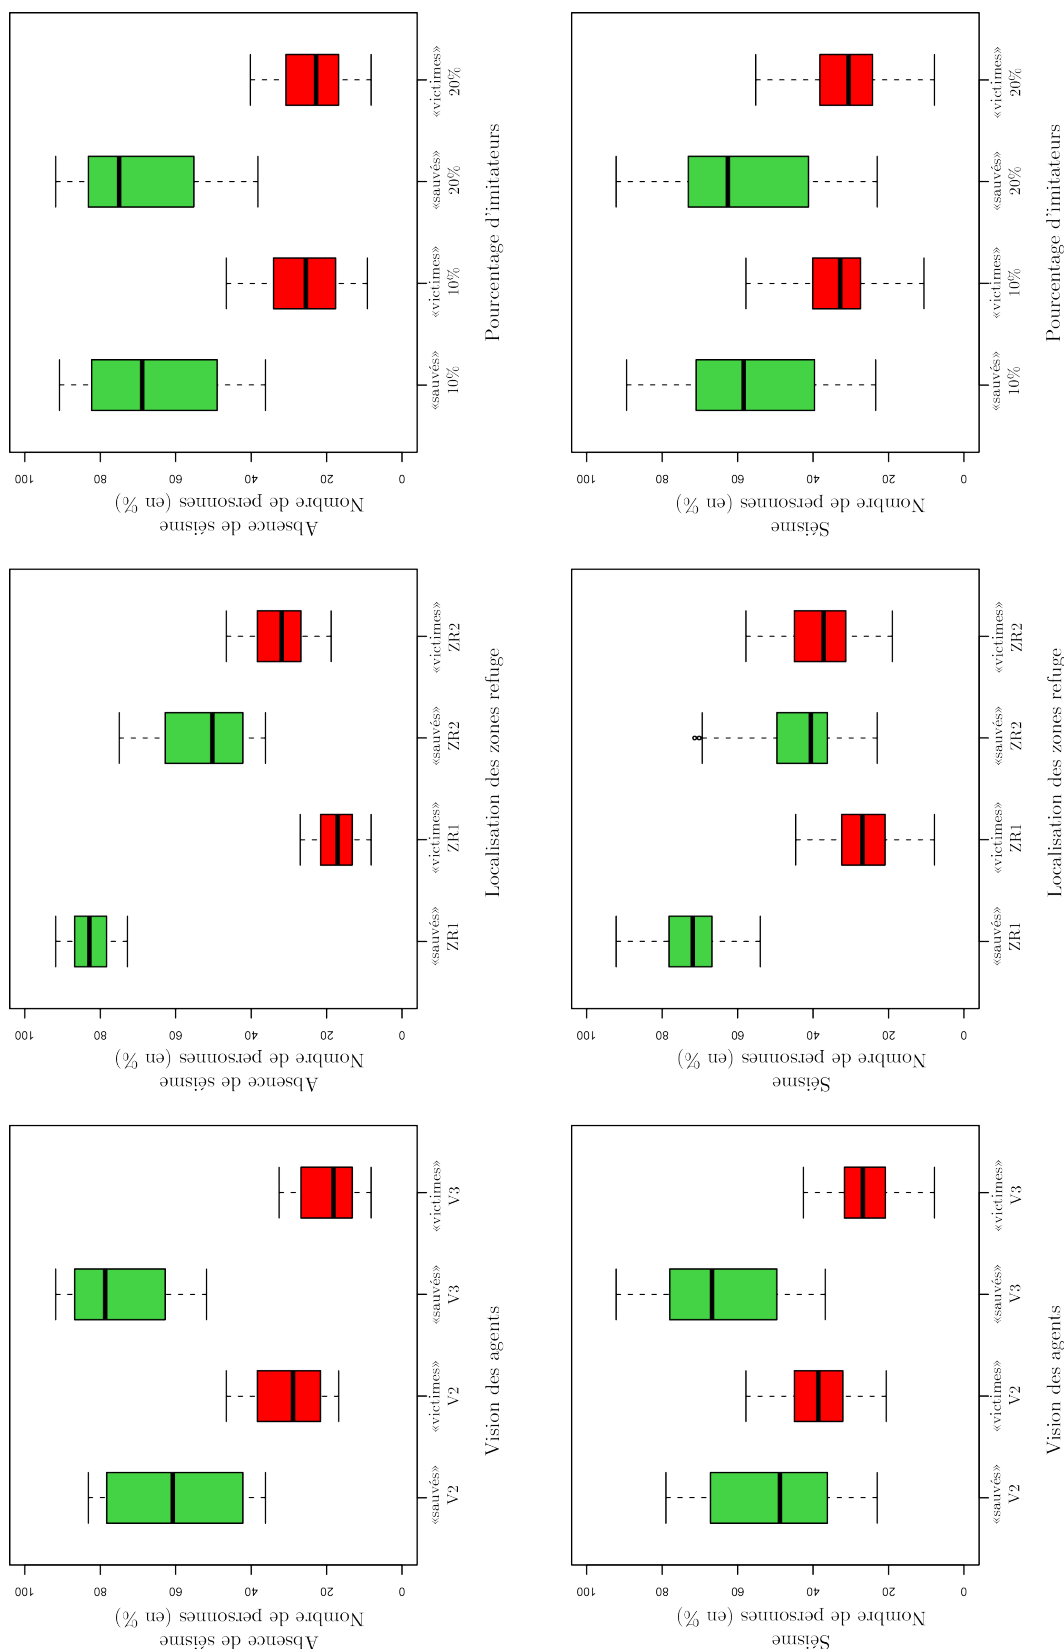 Absence de séisme
Nombre de personnes (en %)
0 20 40 60 80 100
«sauvés» «victimes» «sauvés» «victimes»
V2 V2 V3 V3
Vision des agents
Absence de séisme
Nombre de personnes (en %)
0 20 40 60 80 100
«sauvés» «victimes» «sauvés» «victimes»
ZR1 ZR1 ZR2 ZR2
Localisation des zones refuge
Absence de séisme
Nombre de personnes (en %)
0 20 40 60 80 100
«sauvés» «victimes» «sauvés» «victimes»
10% 10% 20% 20%
Pourcentage d'imitateurs
Séisme
Nombre de personnes (en %)
0 20 40 60 80 100
«sauvés» «victimes» «sauvés» «victimes»
V2 V2 V3 V3
Vision des agents
Séisme
Nombre de personnes (en %)
0 20 40 60 80 100
«sauvés» «victimes» «sauvés» «victimes»
ZR1 ZR1 ZR2 ZR2
Localisation des zones refuge
Séisme
Nombre de personnes (en %)
0 20 40 60 80 100
«sauvés» «victimes» «sauvés» «victimes»
10% 10% 20% 20%
Pourcentage d'imitateurs